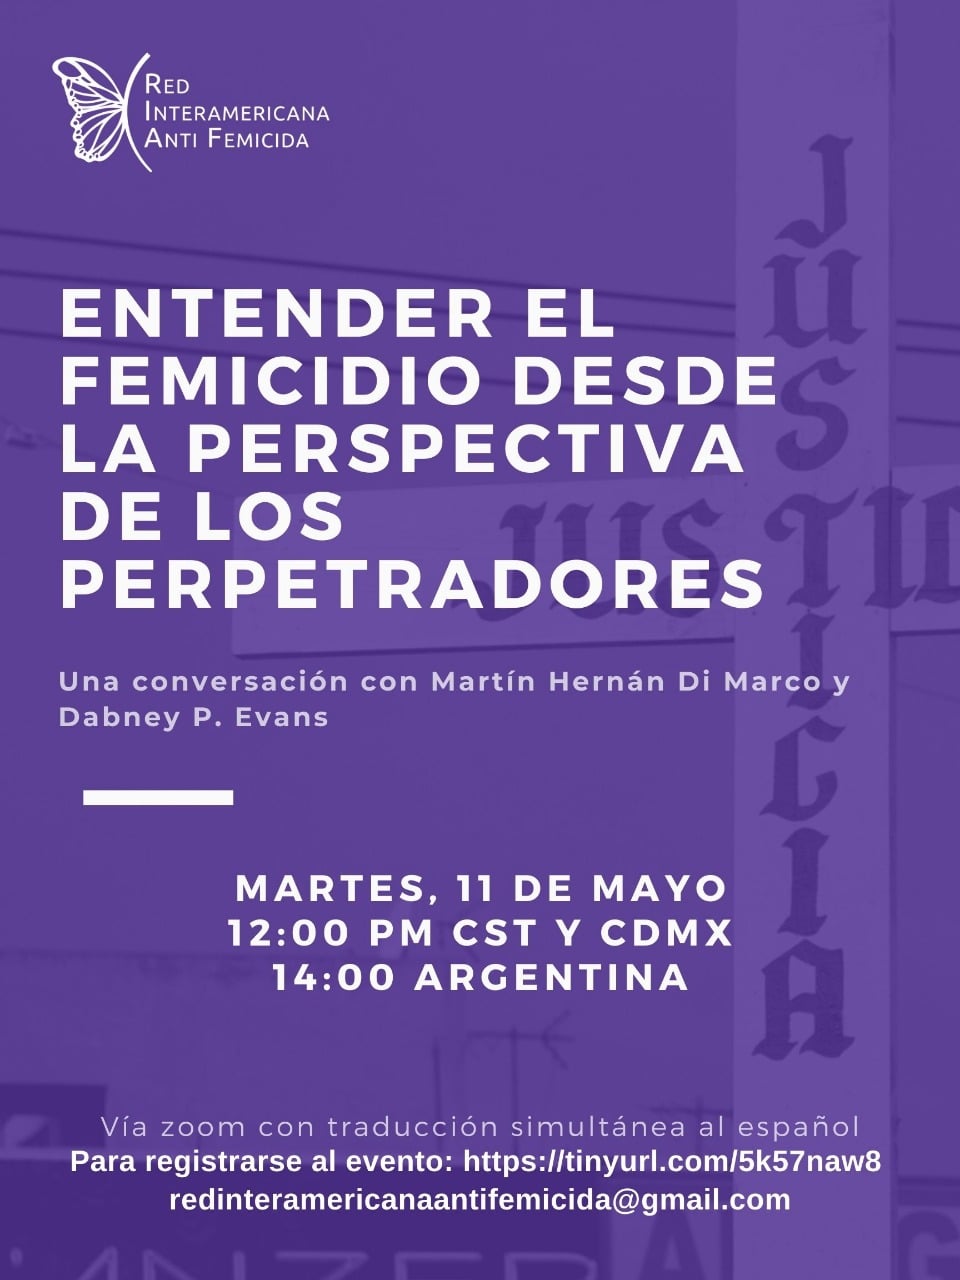 RED
INTERAMERICANA
ANTI FEMICIDA
ENTENDER EL
FEMICIDIO DESDE
LA PERSPECTIVA
DE LOS
PERPETRADORES
Una conversación con Martín Hernán Di Marco y
Dabney P. Evans
MARTES, 11 DE MAYO
12:00 PM CST Y CDMX
14:00 ARGENTINA
Vía zoom con traducción simultánea al español
Para registrarse al evento: https://tinyurl.com/5k57naw8
redinteramericanaantifemicida@gmail.com
JUSTICIA
JUSTIC